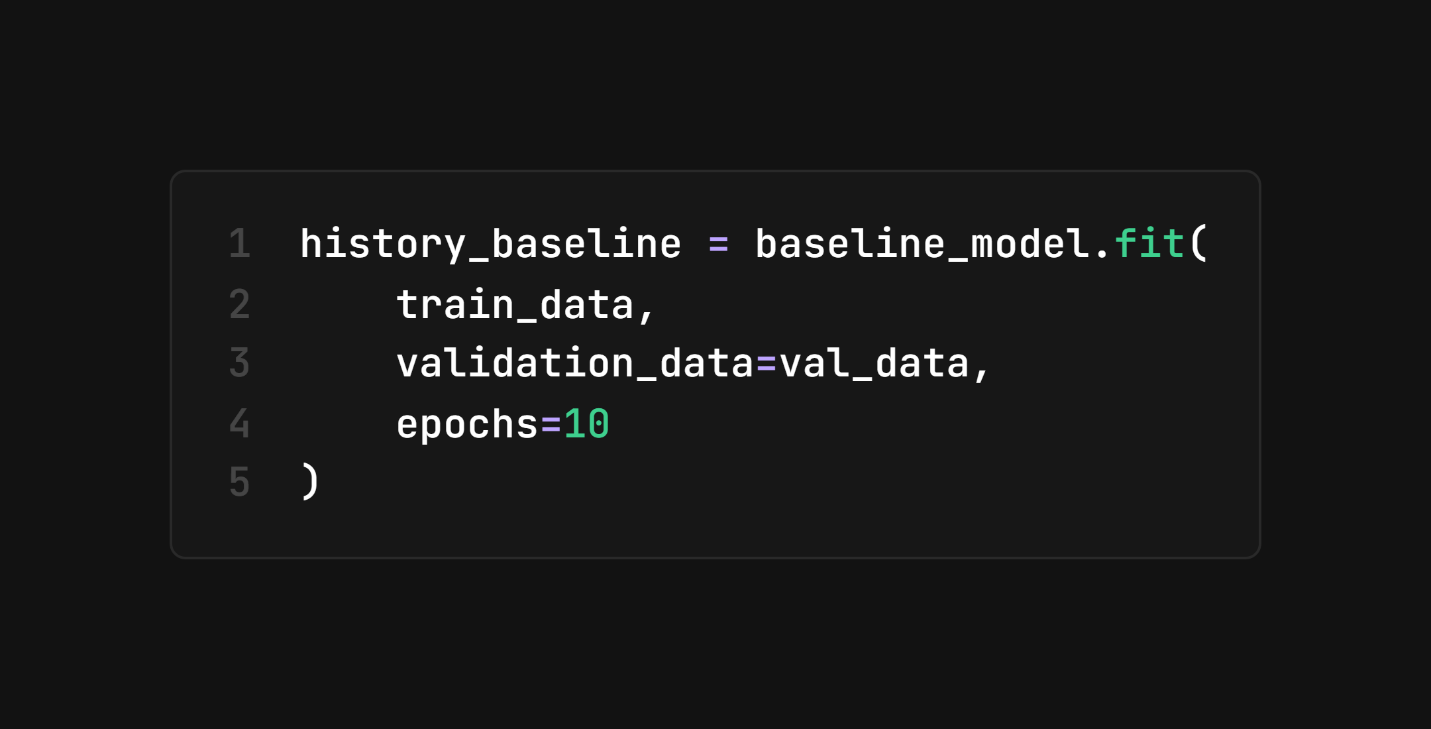 1 history_baseline = baseline_model.fit(
2     train_data,
3     validation_data=val_data,
4     epochs=10
5 )